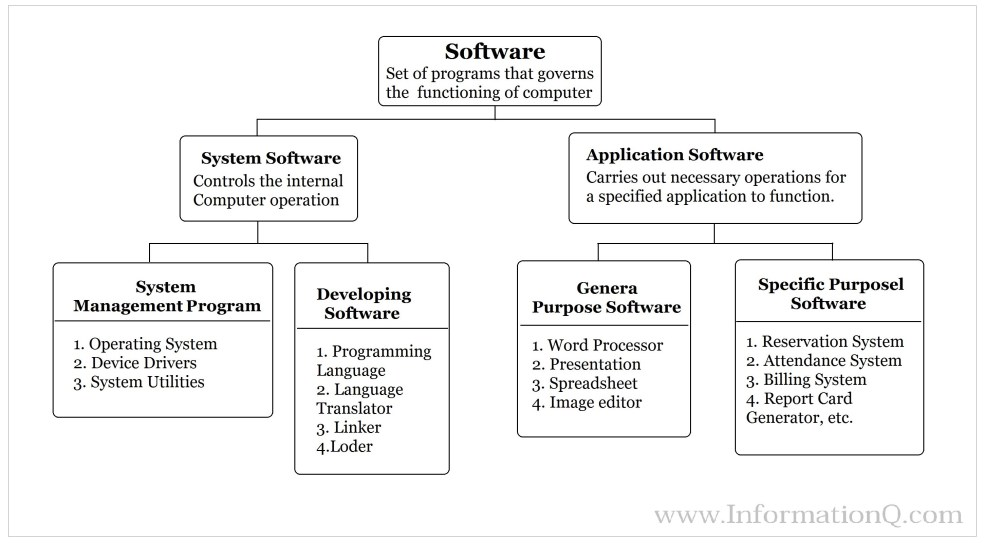 Software
Set of programs that governs
the functioning of computer
System Software
Controls the internal
Computer operation
Application Software
Carries out necessary operations for
a specified application to function.
System
Management Program
1. Operating System
2. Device Drivers
3. System Utilities
Developing
Software
1. Programming
Language
2. Language
Translator
3. Linker
4.Loder
Genera
Purpose Software
1. Word Processor
2. Presentation
3. Spreadsheet
4. Image editor
Specific Purposel
Software
1. Reservation System
2. Attendance System
3. Billing System
4. Report Card
Generator, etc.
www.InformationQ.com